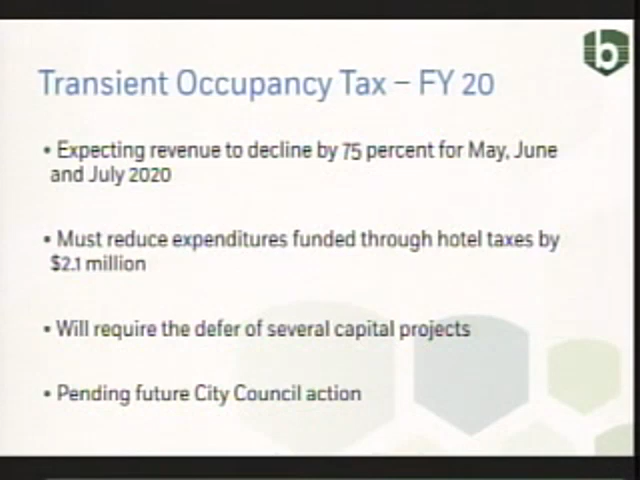 b
Transient Occupancy Tax – FY 20
• Expecting revenue to decline by 75 percent for May, June
and July 2020
• Must reduce expenditures funded through hotel taxes by
$2.1 million
• Will require the defer of several capital projects
• Pending future City Council action